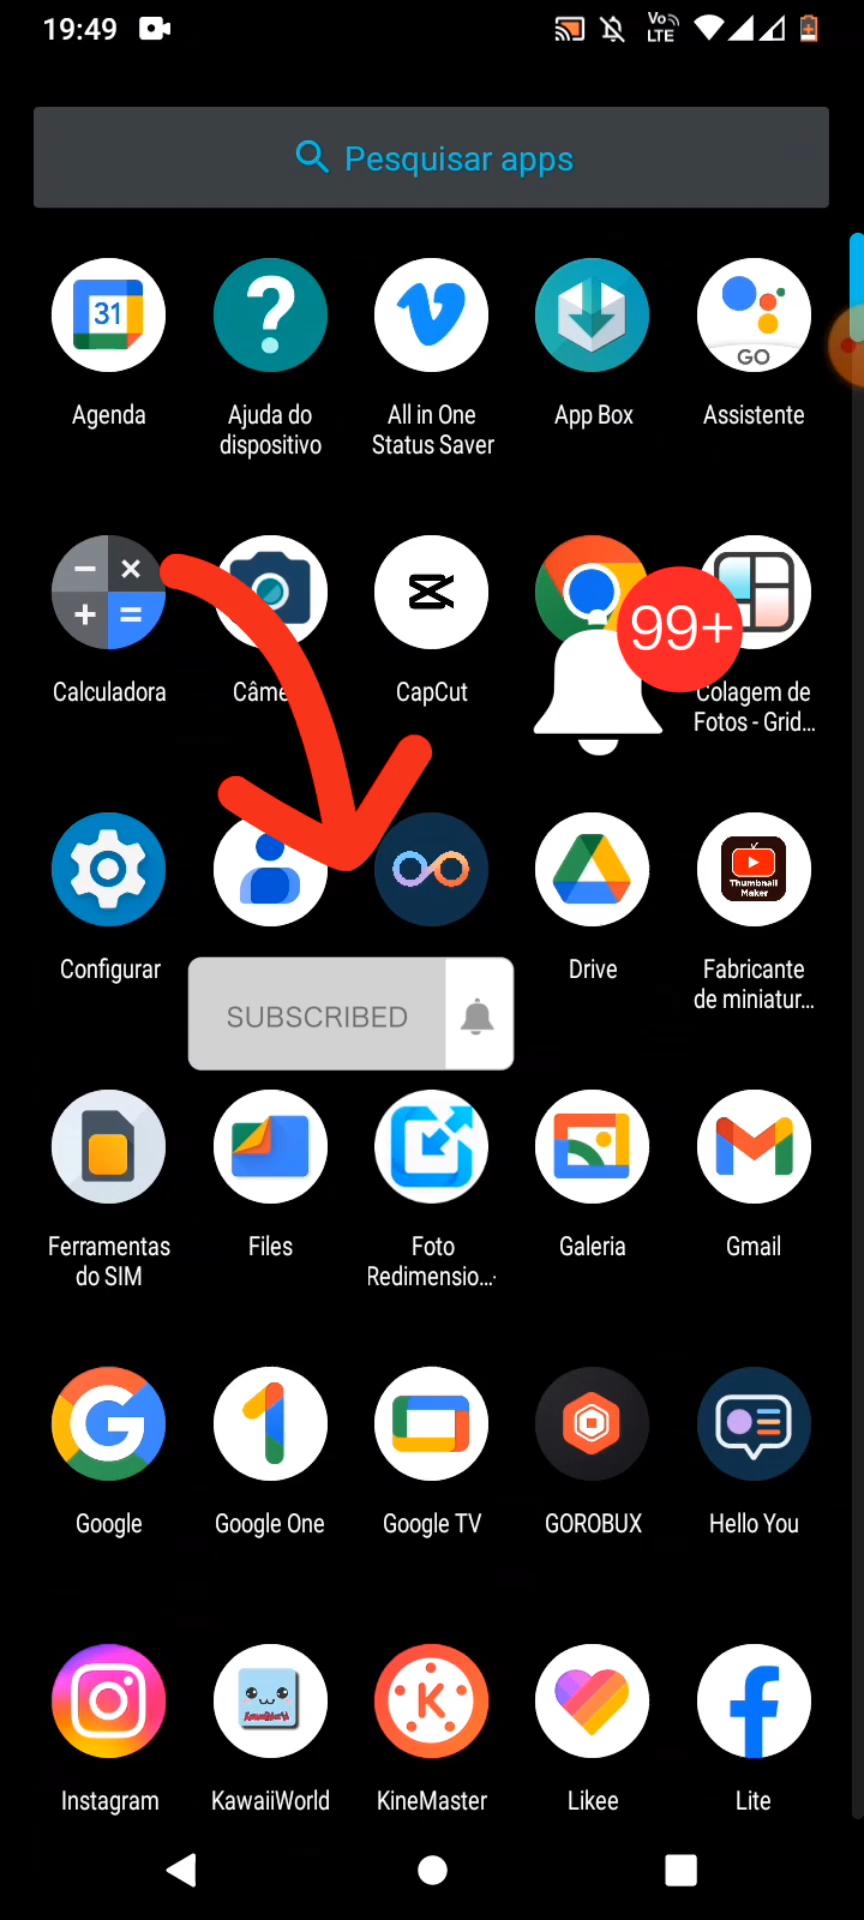 19:49
Vo
LTE
Pesquisar apps
31
GO
Agenda
Ajuda do
dispositivo
All in One
Status Saver
App Box
Assistente
99+
Calculadora
Câme
CapCut
Colagem de
Fotos - Grid...
Thumbnail
Maker
Configurar
Drive
Fabricante
de miniatur...
SUBSCRIBED
Ferramentas
do SIM
Files
Foto
Redimensio...
Galeria
Gmail
Google
Google One
Google TV
GOROBUX
Hello You
K
Instagram
KawaiiWorld
KineMaster
Likee
Lite